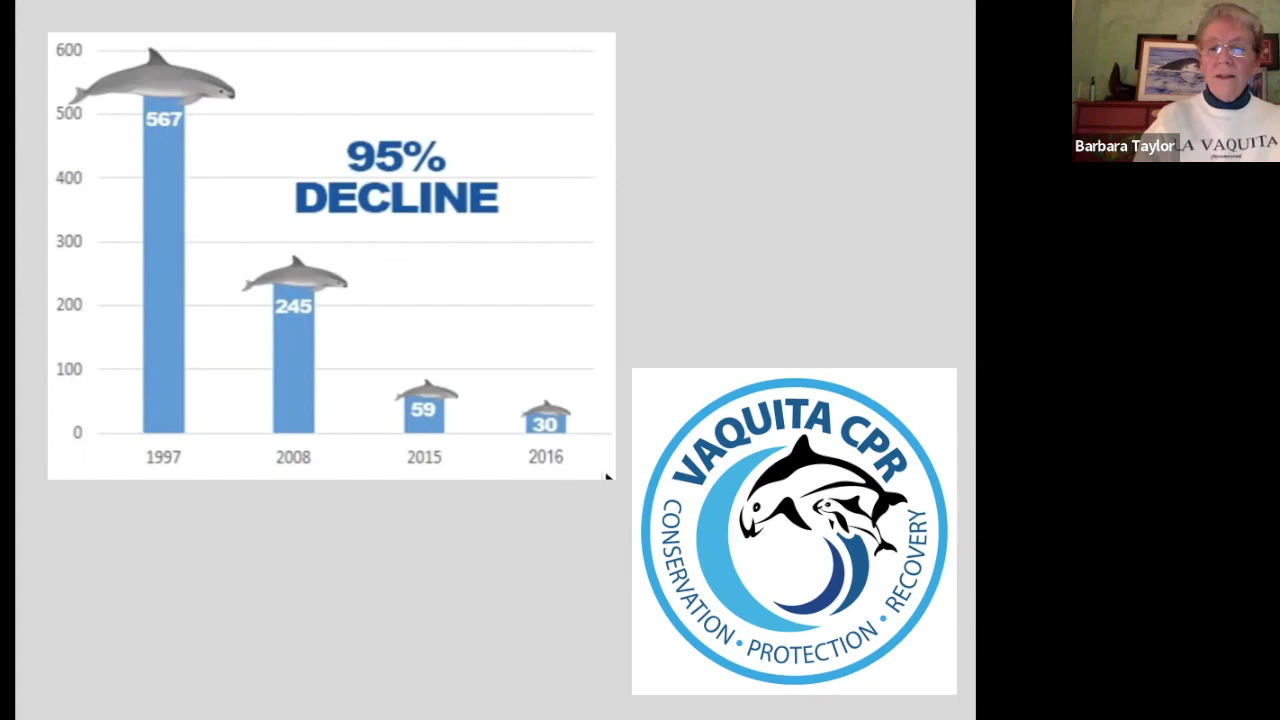 600
500
400
300
200
100
0
567
245
59
30
95%
DECLINE
1997 2008 2015 2016
VAQUITA CPR
CONSERVATION • PROTECTION • RECOVERY
Barbara Taylor
LA VAQUITA